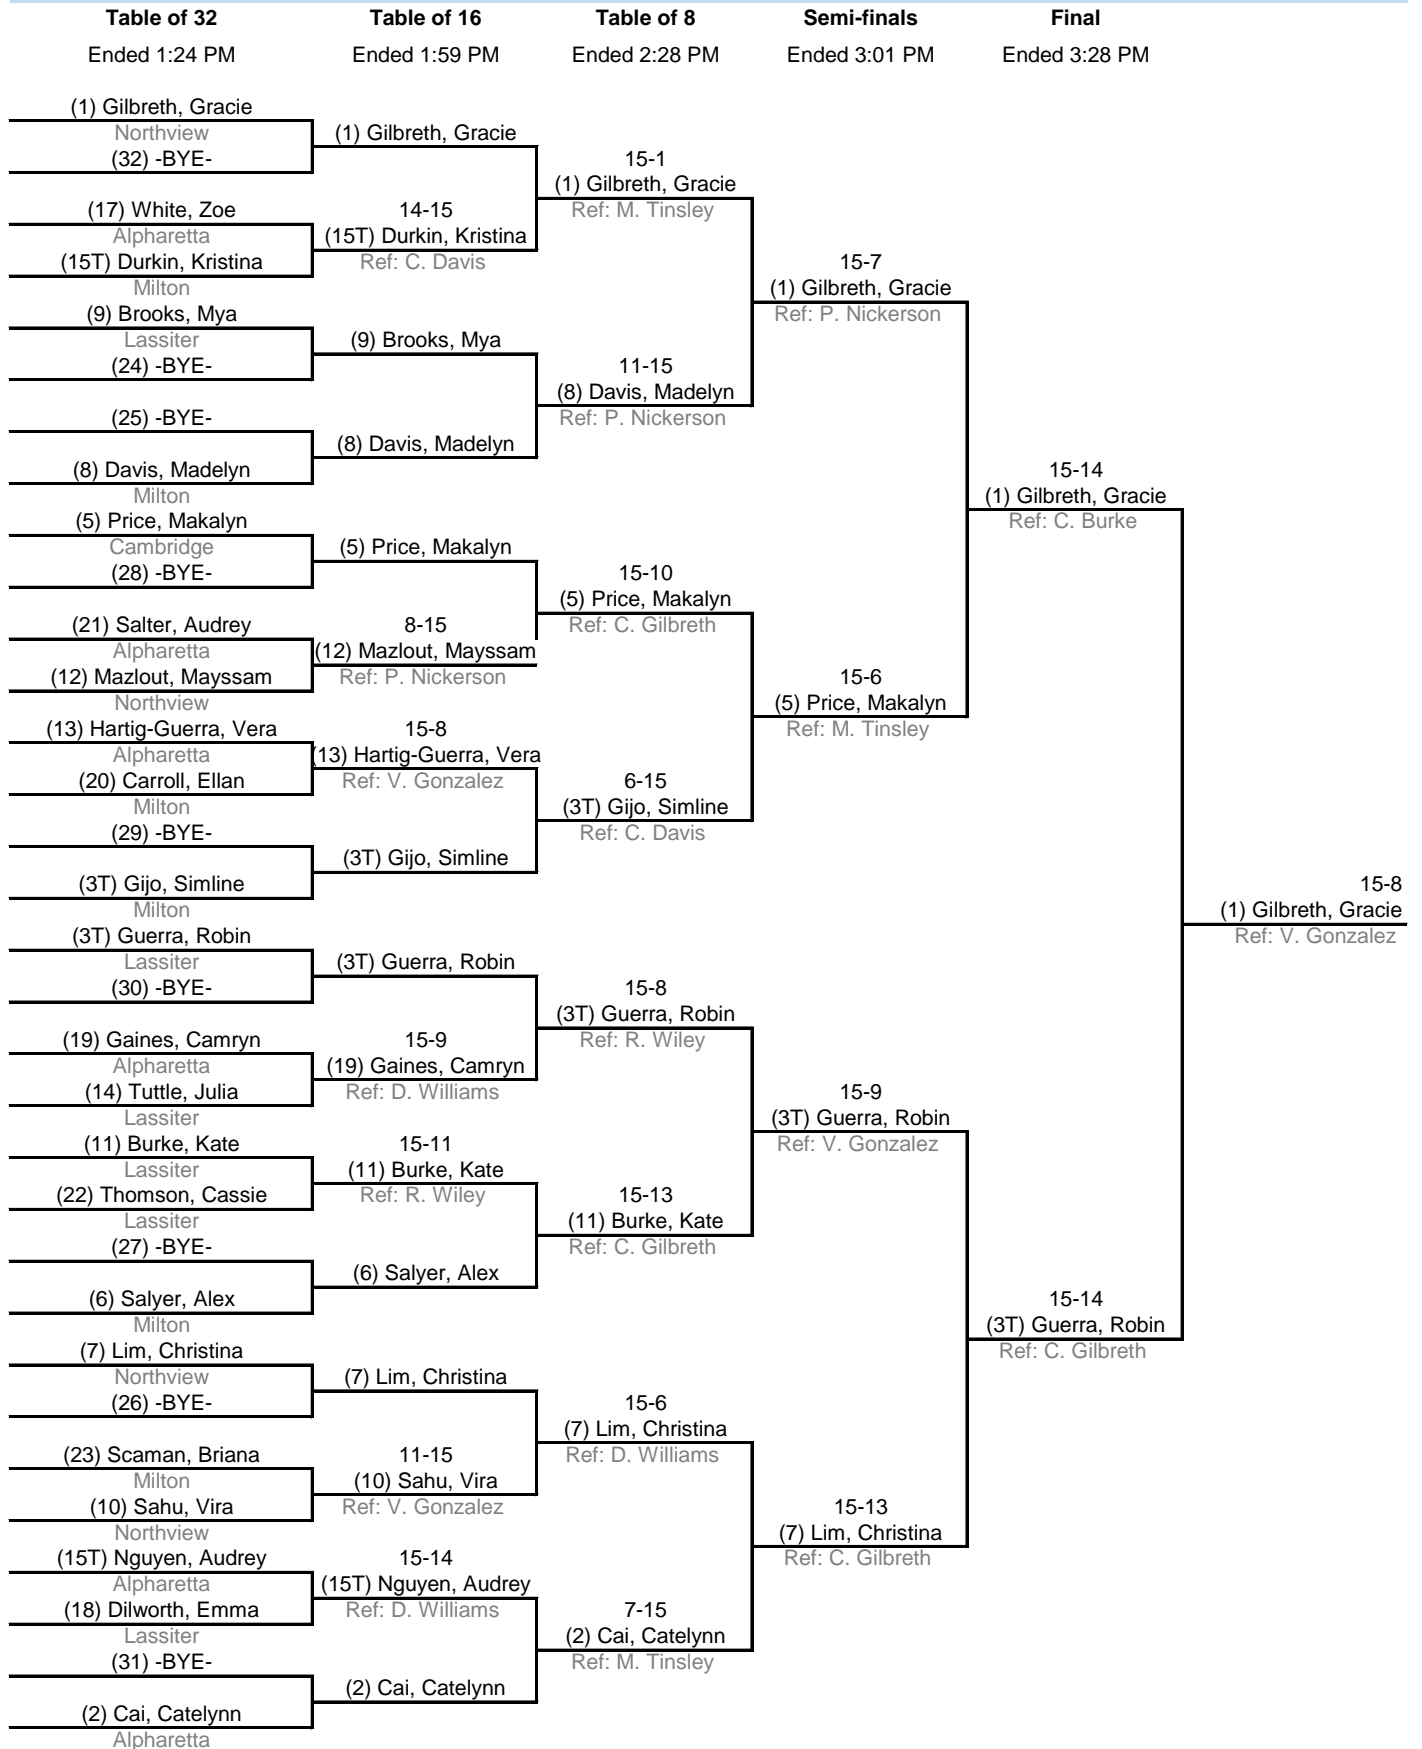 Table of 32
Ended 1:24 PM
Table of 16
Ended 1:59 PM
Table of 8
Ended 2:28 PM
Semi-finals
Ended 3:01 PM
Final
Ended 3:28 PM
(1) Gilbreth, Gracie
Northview
(32) -BYE-
(17) White, Zoe
Alpharetta
(15T) Durkin, Kristina
Milton
(9) Brooks, Mya
Lassiter
(24) -BYE-
(25) -BYE-
(8) Davis, Madelyn
Milton
(5) Price, Makalyn
Cambridge
(28) -BYE-
(21) Salter, Audrey
Alpharetta
(12) Mazlout, Mayssam
Northview
(13) Hartig-Guerra, Vera
Alpharetta
(20) Carroll, Ellan
Milton
(29) -BYE-
(3T) Gijo, Simline
Milton
(3T) Guerra, Robin
Lassiter
(30) -BYE-
(19) Gaines, Camryn
Alpharetta
(14) Tuttle, Julia
Lassiter
(11) Burke, Kate
Lassiter
(22) Thomson, Cassie
Lassiter
(27) -BYE-
(6) Salyer, Alex
Milton
(7) Lim, Christina
Northview
(26) -BYE-
(23) Scaman, Briana
Milton
(10) Sahu, Vira
Northview
(15T) Nguyen, Audrey
Alpharetta
(18) Dilworth, Emma
Lassiter
(31) -BYE-
(2) Cai, Catelynn
Alpharetta
(1) Gilbreth, Gracie
14-15
(15T) Durkin, Kristina
Ref: C. Davis
(9) Brooks, Mya
(8) Davis, Madelyn
(5) Price, Makalyn
8-15
(12) Mazlout, Mayssam
Ref: P. Nickerson
15-8
(13) Hartig-Guerra, Vera
Ref: V. Gonzalez
(3T) Gijo, Simline
(3T) Guerra, Robin
15-9
(19) Gaines, Camryn
Ref: D. Williams
15-11
(11) Burke, Kate
Ref: R. Wiley
(6) Salyer, Alex
(7) Lim, Christina
11-15
(10) Sahu, Vira
Ref: V. Gonzalez
15-14
(15T) Nguyen, Audrey
Ref: D. Williams
(2) Cai, Catelynn
15-1
(1) Gilbreth, Gracie
Ref: M. Tinsley
11-15
(8) Davis, Madelyn
Ref: P. Nickerson
15-10
(5) Price, Makalyn
Ref: C. Gilbreth
6-15
(3T) Gijo, Simline
Ref: C. Davis
15-8
(3T) Guerra, Robin
Ref: R. Wiley
15-13
(11) Burke, Kate
Ref: C. Gilbreth
15-6
(7) Lim, Christina
Ref: D. Williams
7-15
(2) Cai, Catelynn
Ref: M. Tinsley
15-7
(1) Gilbreth, Gracie
Ref: P. Nickerson
15-6
(5) Price, Makalyn
Ref: M. Tinsley
15-9
(3T) Guerra, Robin
Ref: V. Gonzalez
15-13
(7) Lim, Christina
Ref: C. Gilbreth
15-14
(1) Gilbreth, Gracie
Ref: C. Burke
15-14
(3T) Guerra, Robin
Ref: C. Gilbreth
15-8
(1) Gilbreth, Gracie
Ref: V. Gonzalez